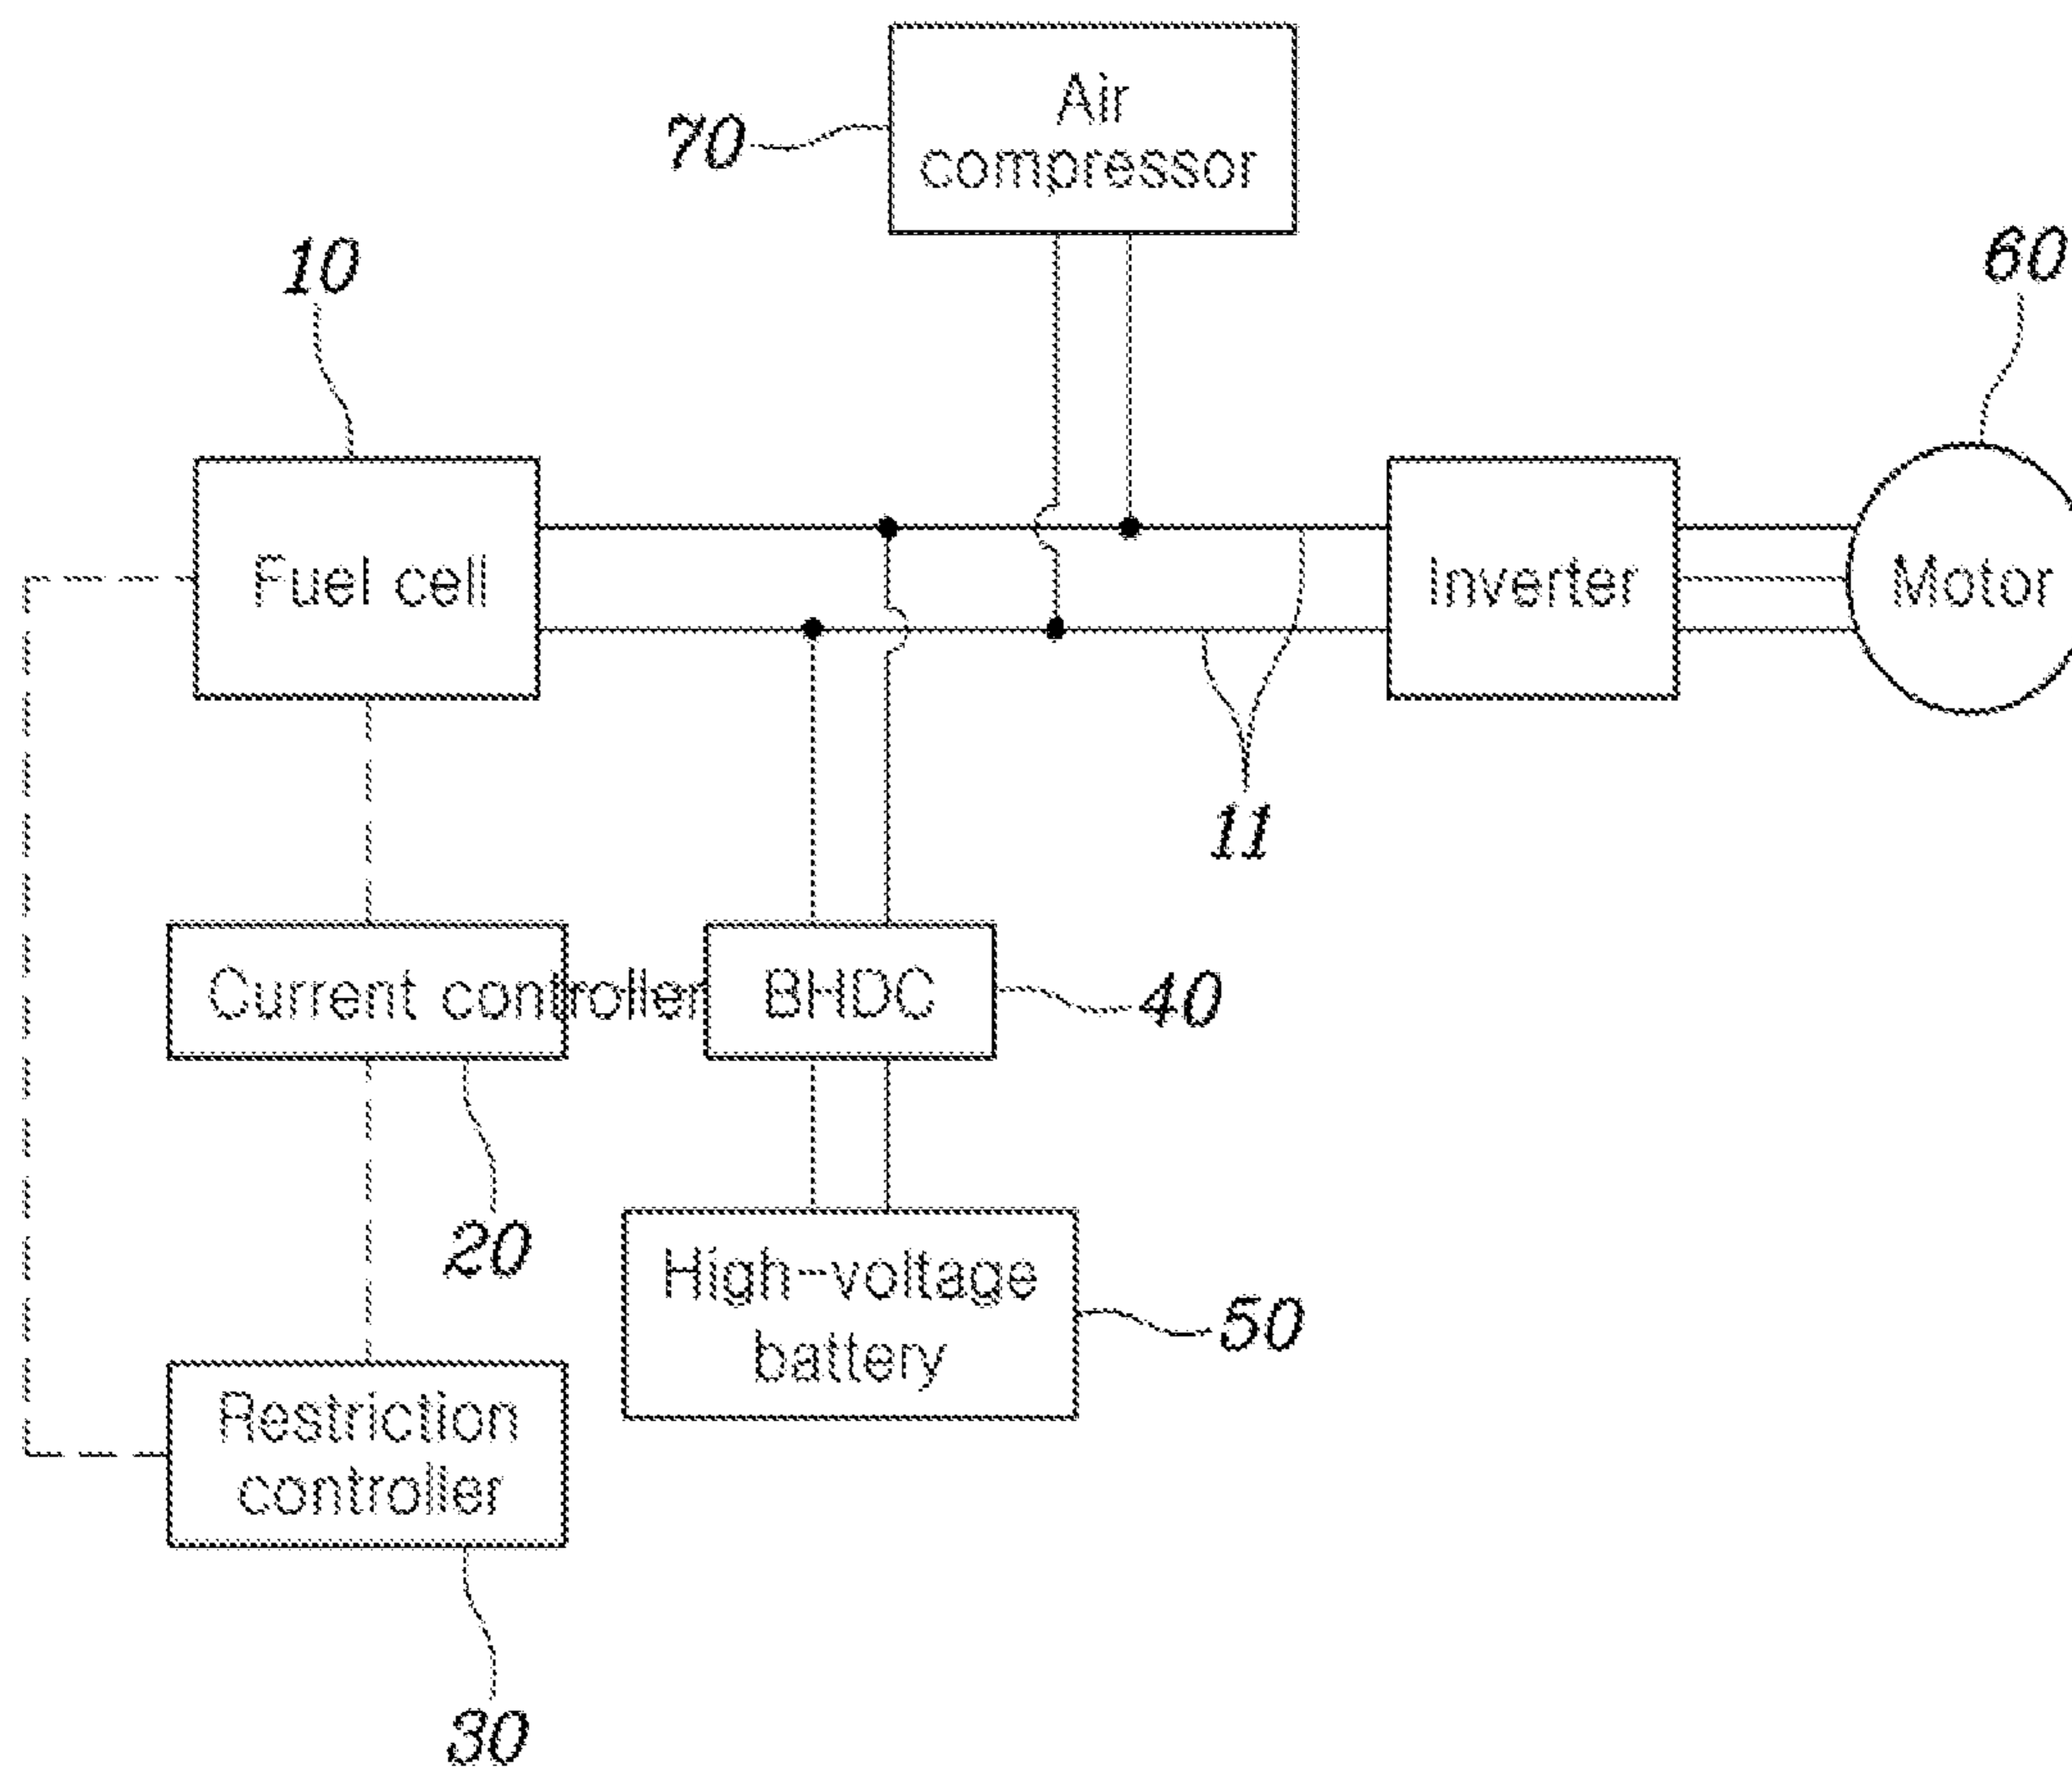 Air
compressor
70
10
60
Fuel cell
Inverter
Motor
11
Current controller
BHDC
40
20
High-voltage
battery
50
Restriction
controller
30